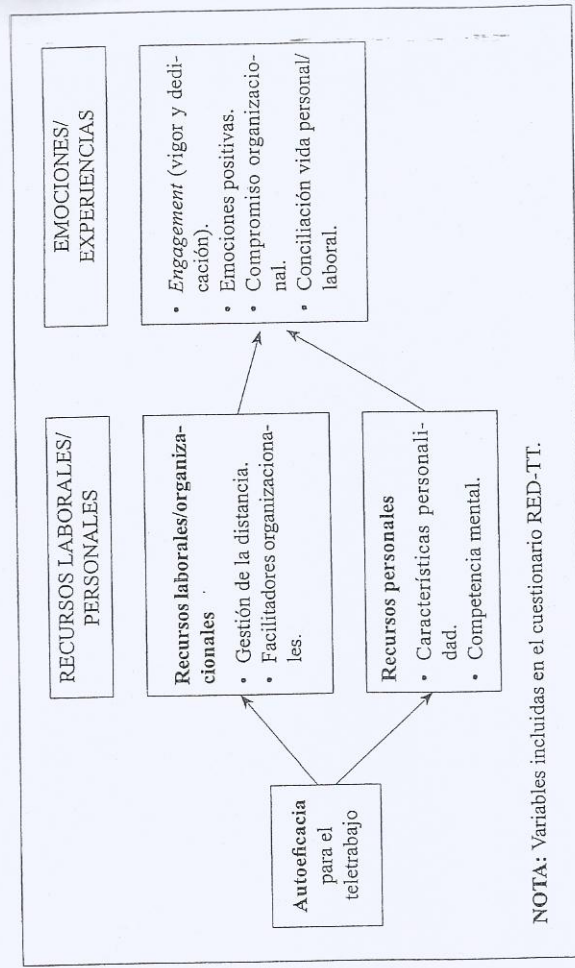 RECURSOS LABORALES/
PERSONALES
EMOCIONES/
EXPERIENCIAS
Autoeficacia
para el
teletrabajo
Recursos laborales/organiza-
cionales
• Gestión de la distancia.
• Facilitadores organizaciona-
les.
Recursos personales
• Características personali-
dad.
• Competencia mental.
• Engagement (vigor y dedi-
cación).
• Emociones positivas.
• Compromiso organizacio-
nal.
• Conciliación vida personal/
laboral.
NOTA: Variables incluidas en el cuestionario RED-TT.